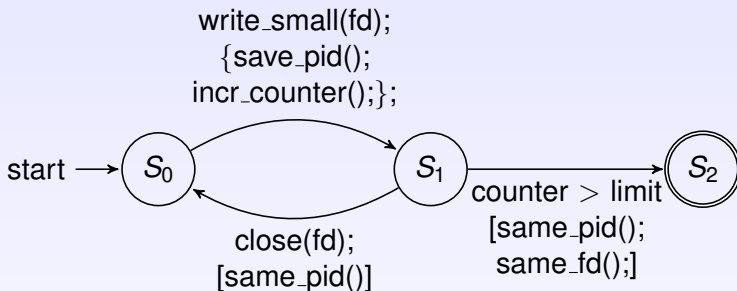 write_small(fd);
{save_pid();
incr_counter();};
start
S0
S1
S2
counter > limit
[same_pid();
same_fd();]
close(fd);
[same_pid()]